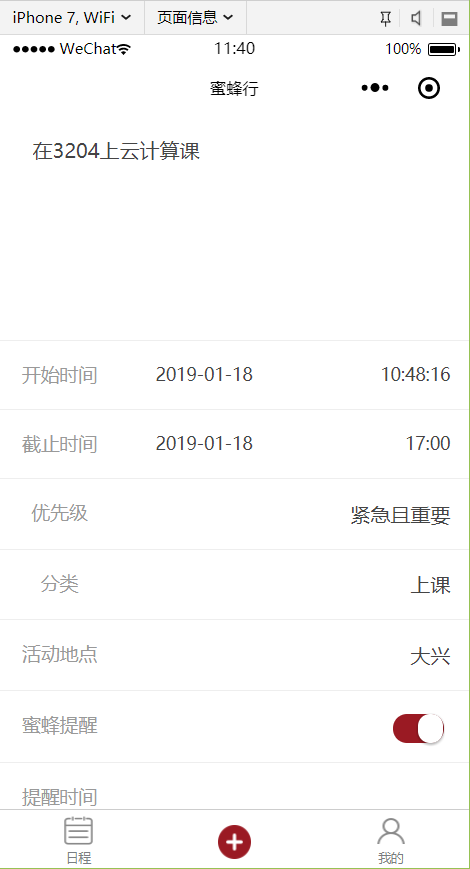 iPhone 7, WiFi 页面信息
WeChat 11:40 100%
蜜蜂行
在3204上云计算课
开始时间 2019-01-18 10:48:16
截止时间 2019-01-18 17:00
优先级 紧急且重要
分类 上课
活动地点 大兴
蜜蜂提醒
提醒时间
日程 我的